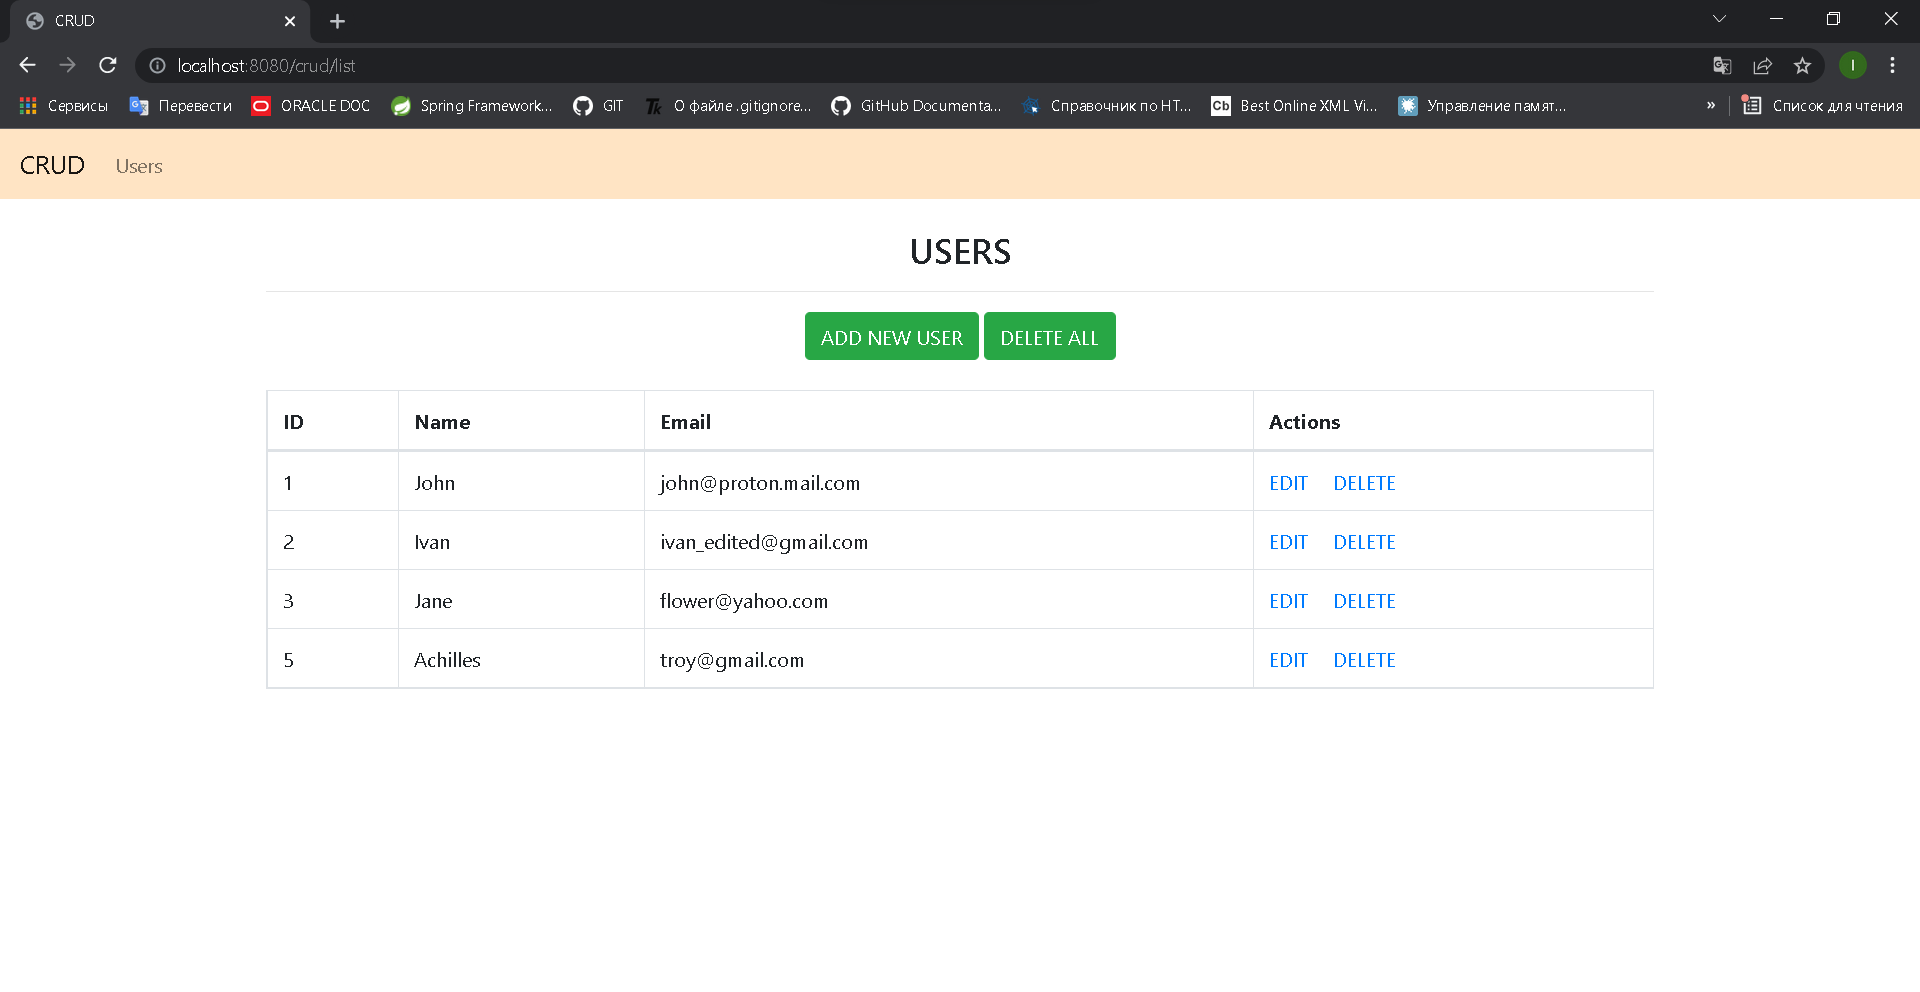 CRUD
localhost:8080/crud/list
I
Сервисы Перевести ORACLE DOC Spring Framework... GIT Tk О файле .gitignore... GitHub Documenta... Справочник по HT... Cb Best Online XML Vi... Управление памят... » Список для чтения
CRUD Users
USERS
ADD NEW USER DELETE ALL
ID Name Email Actions
1 John john@proton.mail.com EDIT DELETE
2 Ivan ivan_edited@gmail.com EDIT DELETE
3 Jane flower@yahoo.com EDIT DELETE
5 Achilles troy@gmail.com EDIT DELETE